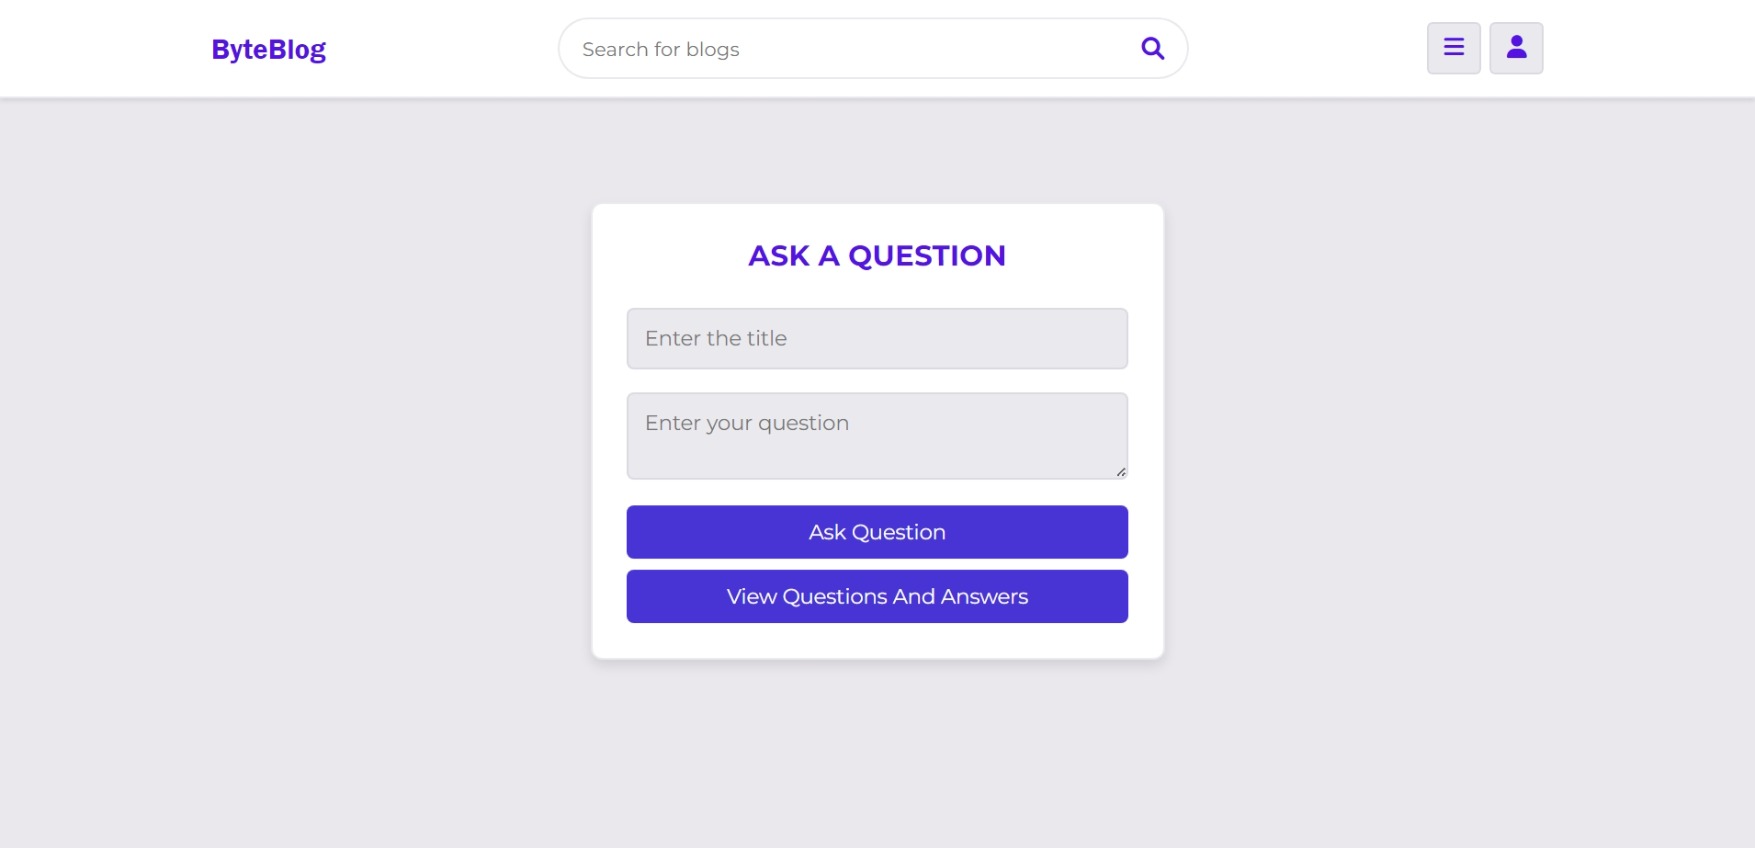 ByteBlog
Search for blogs
ASK A QUESTION
Enter the title
Enter your question
Ask Question
View Questions And Answers